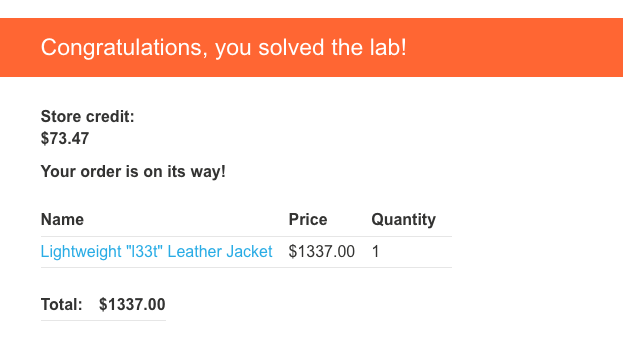 Congratulations, you solved the lab!
Store credit:
$73.47
Your order is on its way!
Name Price Quantity
Lightweight "l33t" Leather Jacket $1337.00 1
Total: $1337.00